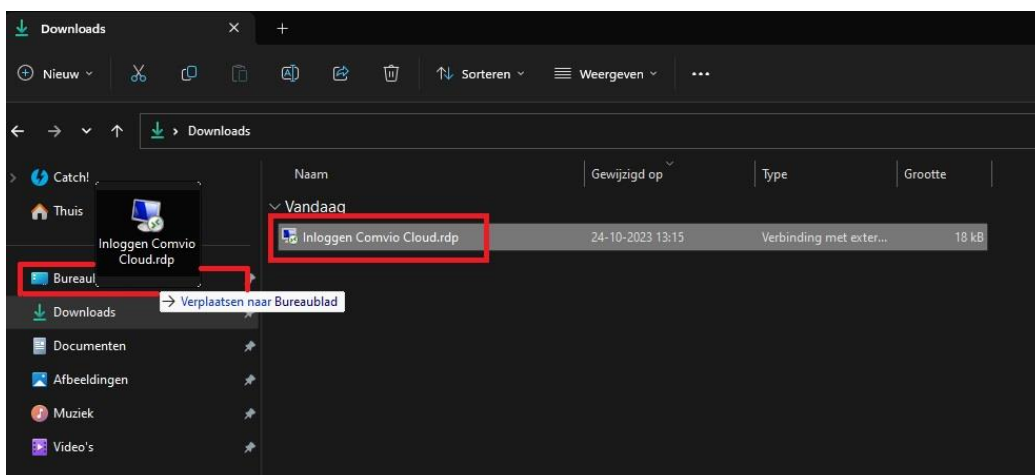 Downloads
Nieuw
Sorteren
Weergeven
Downloads
Naam
Gewijzigd op
Type
Grootte
Catch!
Thuis
Inloggen Comvio
Cloud.rdp
Vandaag
Inloggen Comvio Cloud.rdp 24-10-2023 13:15 Verbinding met exter... 18 kB
Verplaatsen naar Bureaublad
Downloads
Documenten
Afbeeldingen
Muziek
Video's